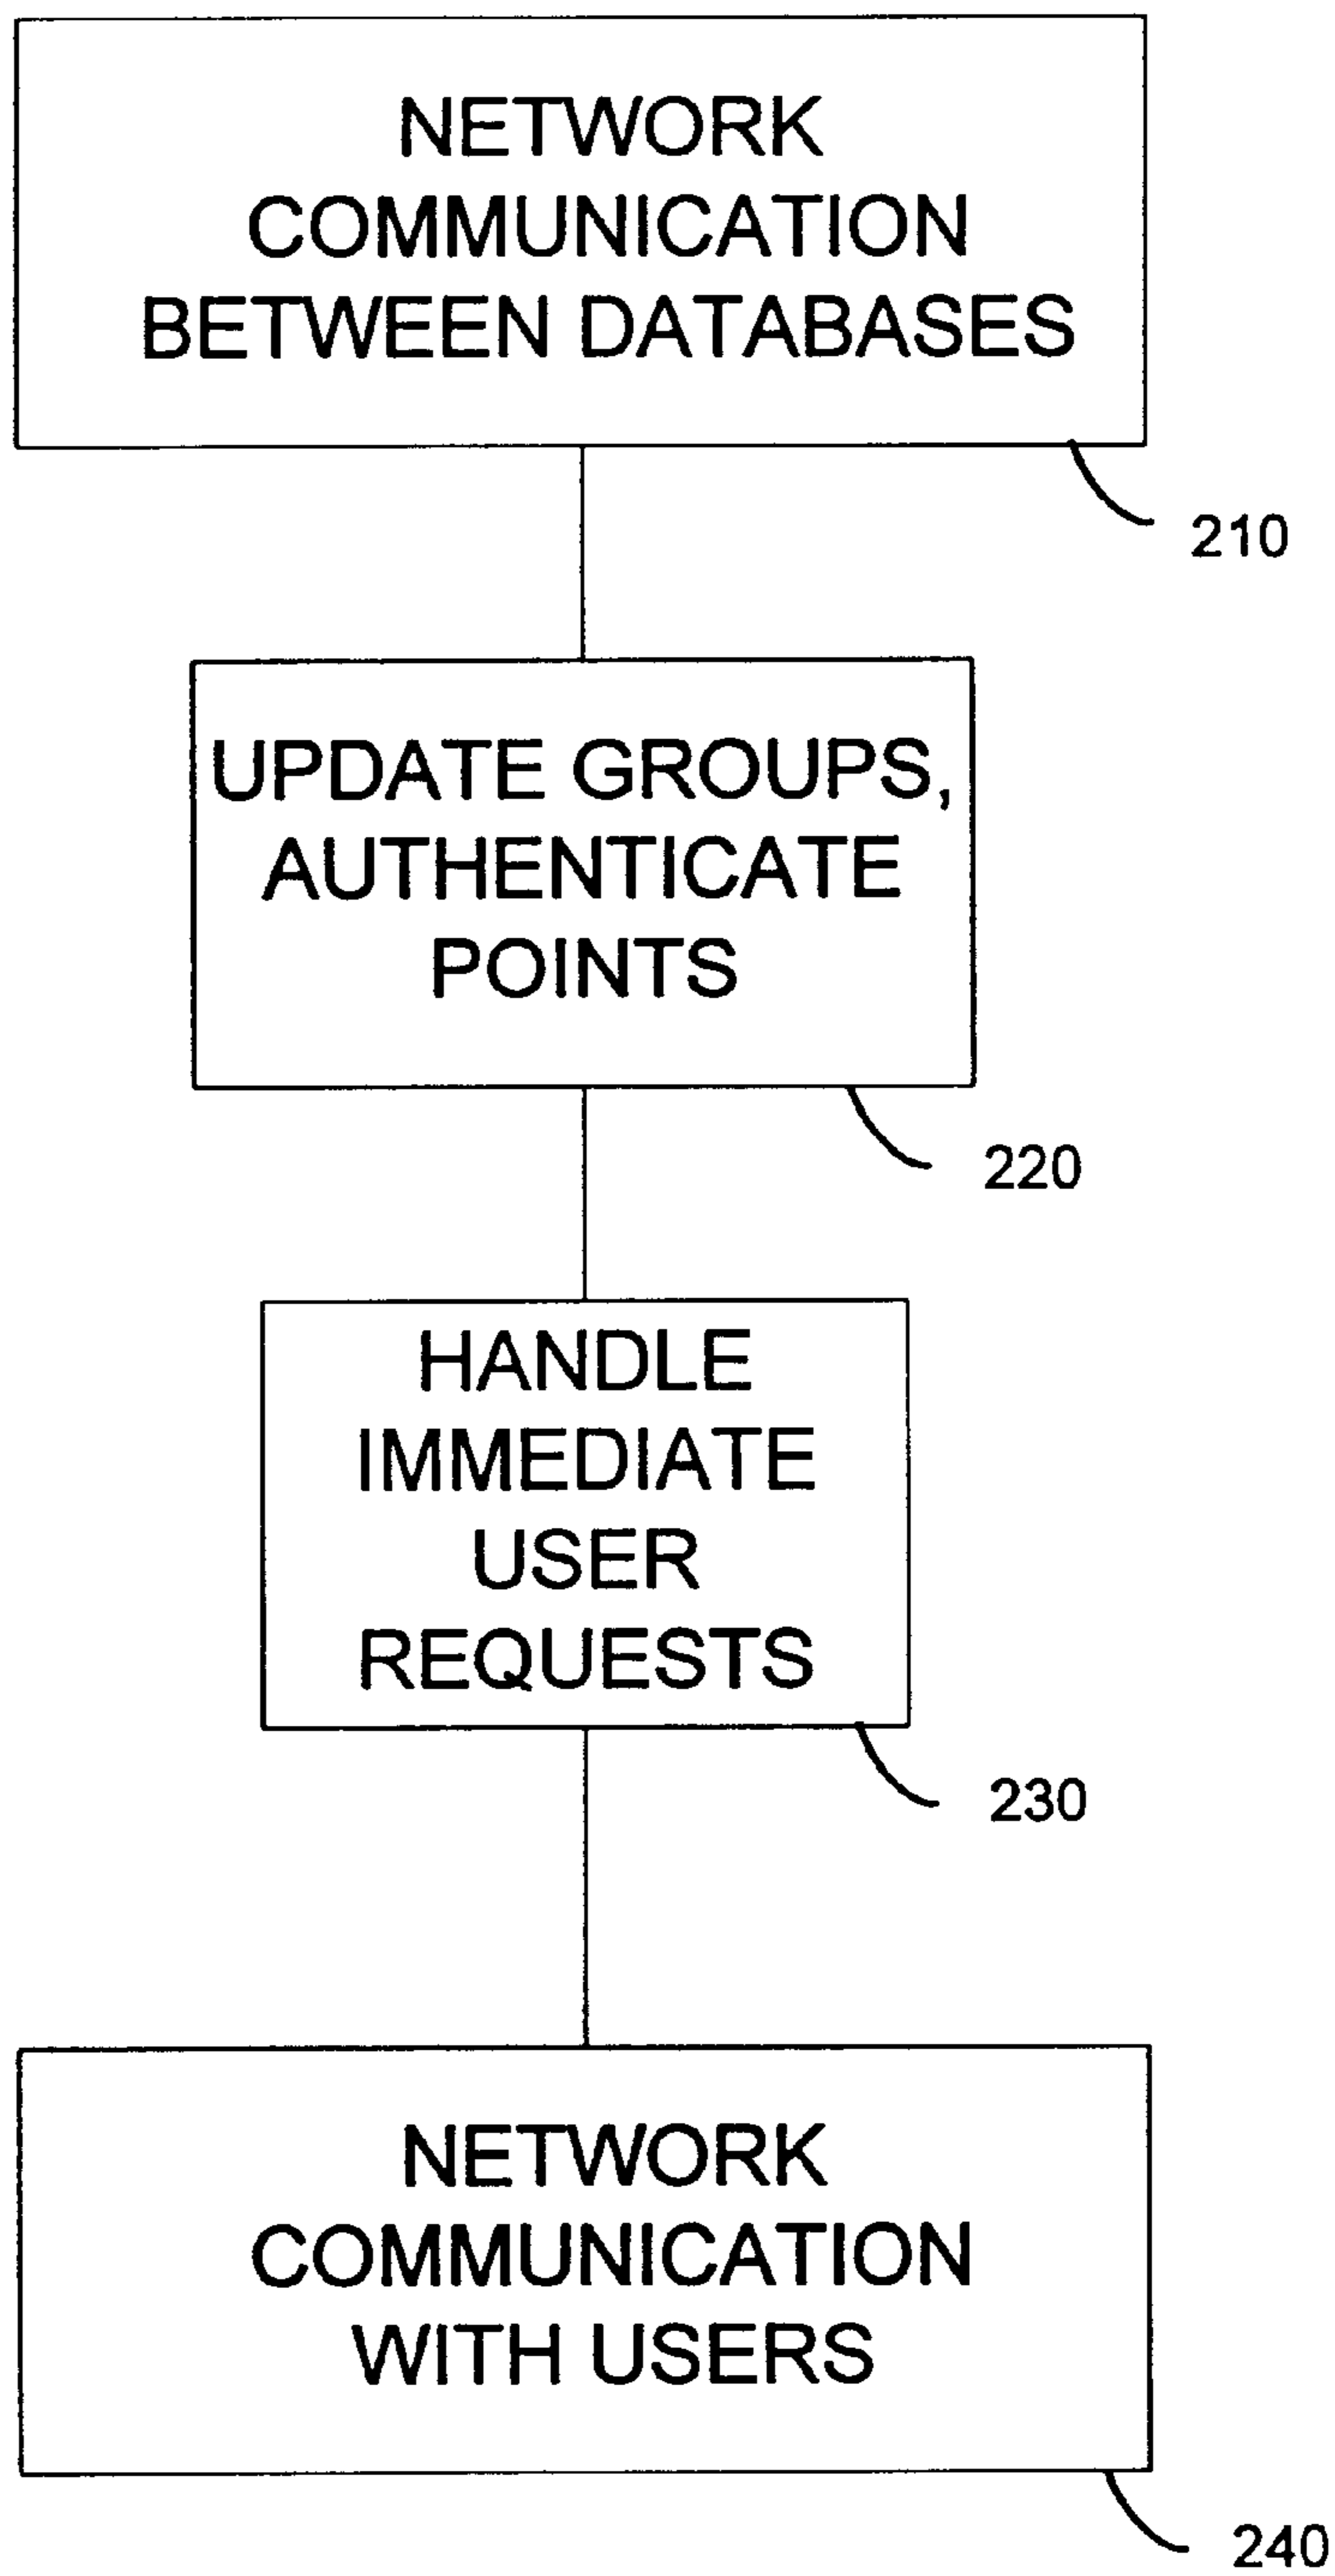 NETWORK
COMMUNICATION
BETWEEN DATABASES
210
UPDATE GROUPS,
AUTHENTICATE
POINTS
220
HANDLE
IMMEDIATE
USER
REQUESTS
230
NETWORK
COMMUNICATION
WITH USERS
240